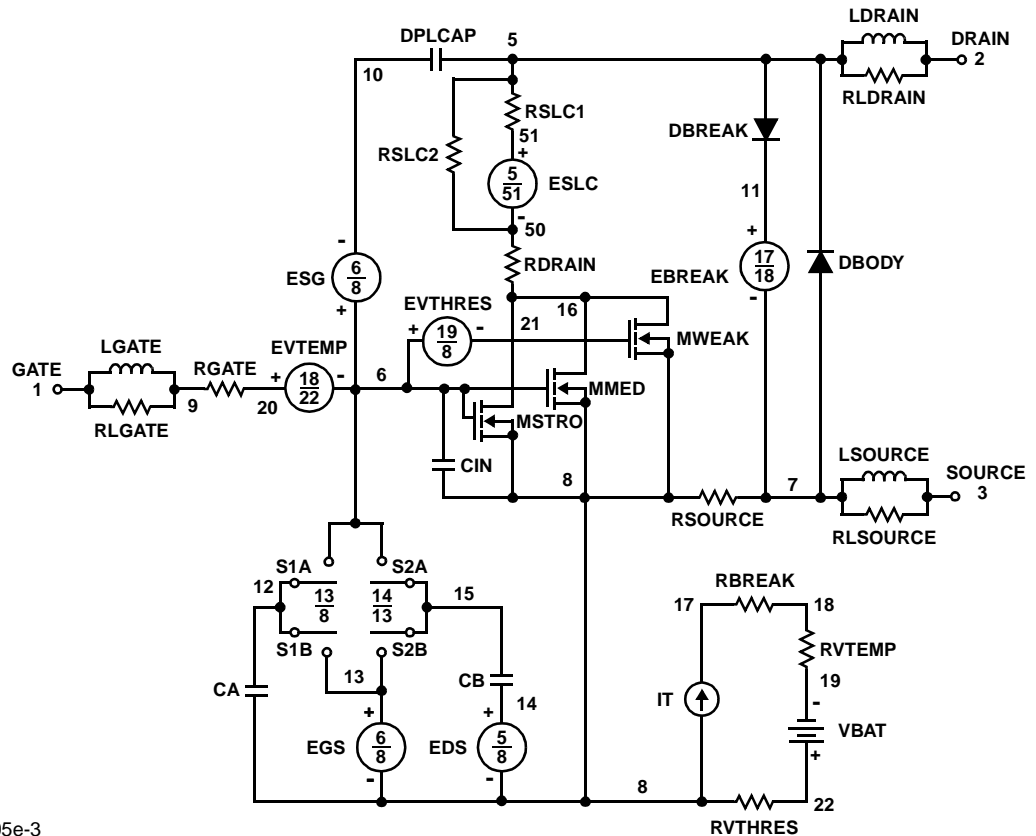 LDRAIN
DPLCAP 5 DRAIN
10 2
RLDRAIN
RSLC1
DBREAK
51
RSLC2 +
5
51
ESLC
11
-
50
- +
RDRAIN
ESG 6
8
EBREAK 17
18
DBODY
EVTHRES 16 -
+ + 19
8
- 21
MWEAK
LGATE EVTEMP
GATE RGATE + 18
22
- 6
1 MMED
9 20
MSTRO
RLGATE
LSOURCE
CIN 8 7 SOURCE
3
RSOURCE
RLSOURCE
S1A S2A
12 13
8
14
13
15 RBREAK
17 18
S1B S2B RVTEMP
13 CB 19
CA IT -
14
+ + VBAT
EGS 6
8
EDS 5
8
+
- - 8
22
RVTHRES
5e-3